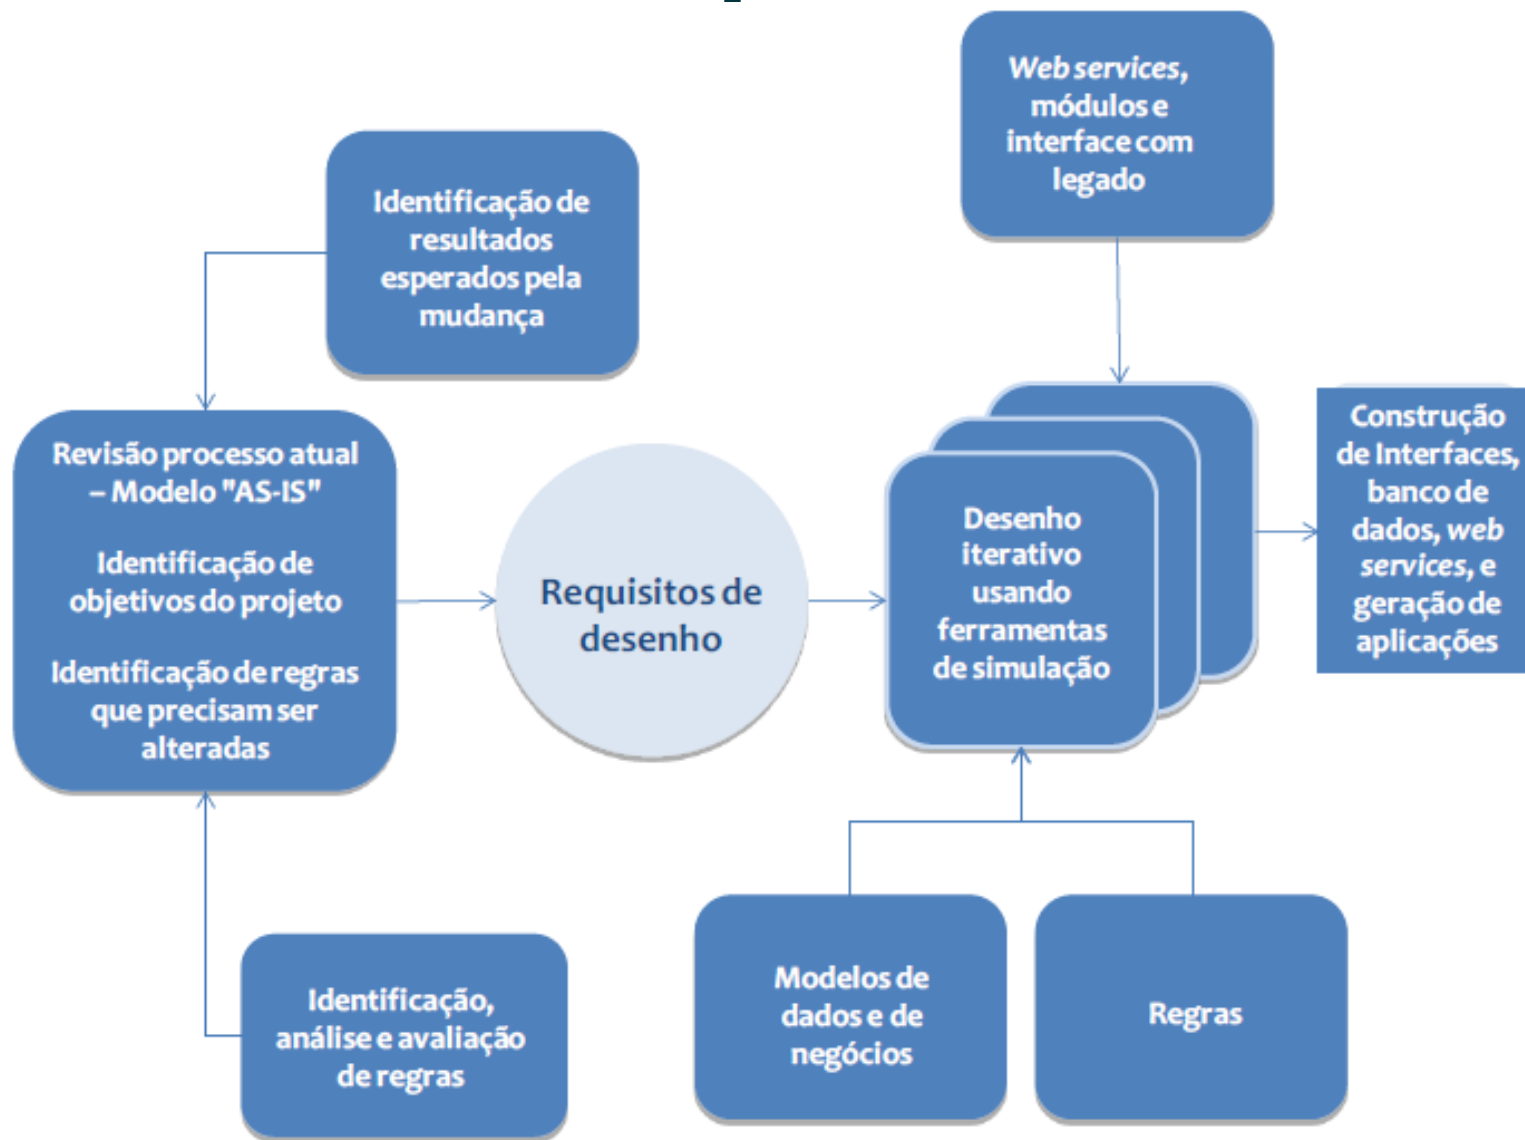 Web services,
módulos e
interface com
legado
Identificação de
resultados
esperados pela
mudança
Revisão processo atual
– Modelo "AS-IS"
Identificação de
objetivos do projeto
Identificação de regras
que precisam ser
alteradas
Requisitos de
desenho
Desenho
iterativo
usando
ferramentas
de simulação
Construção
de Interfaces,
banco de
dados, web
services, e
geração de
aplicações
Identificação,
análise e avaliação
de regras
Modelos de
dados e de
negócios
Regras